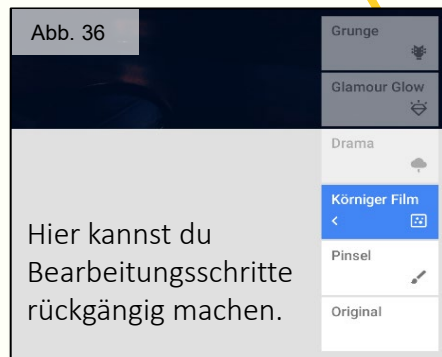 Abb. 36
Grunge
Glamour Glow
Drama
Körniger Film
Pinsel
Original
Hier kannst du
Bearbeitungsschritte
rückgängig machen.